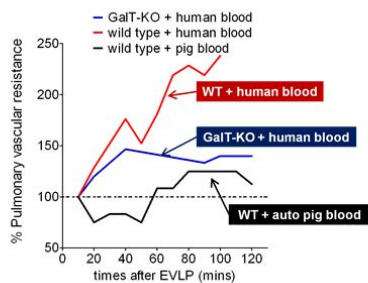 GalT-KO + human blood
wild type + human blood
wild type + pig blood
% Pulmonary vascular resistance
250
200
150
100
50
WT + human blood
GalT-KO + human blood
WT + auto pig blood
0 20 40 60 80 100 120
times after EVLP (mins)